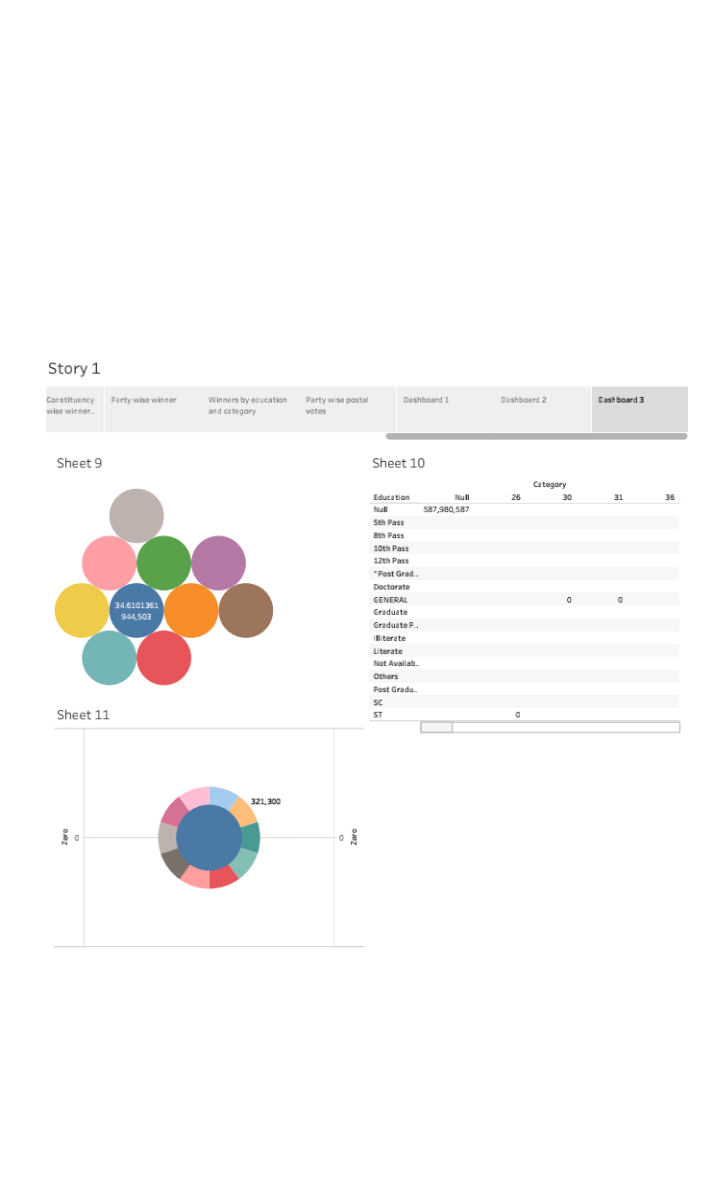 Story 1
Constituency
wise winner..
Party wise winner
Winners by education
and category
Party wise postal
votes
Dashboard 1
Dashboard 2
Dashboard 3
Sheet 9
34.6101361
944,503
Sheet 10
Category
Education Null 26 30 31 36
Null 587,980,587
5th Pass
8th Pass
10th Pass
12th Pass
"Post Grad..
Doctorate
GENERAL 0 0
Graduate
Graduate P..
Illiterate
Literate
Not Availab..
Others
Post Gradu..
SC
ST 0
Sheet 11
321,300
Zero 0
0 Zero